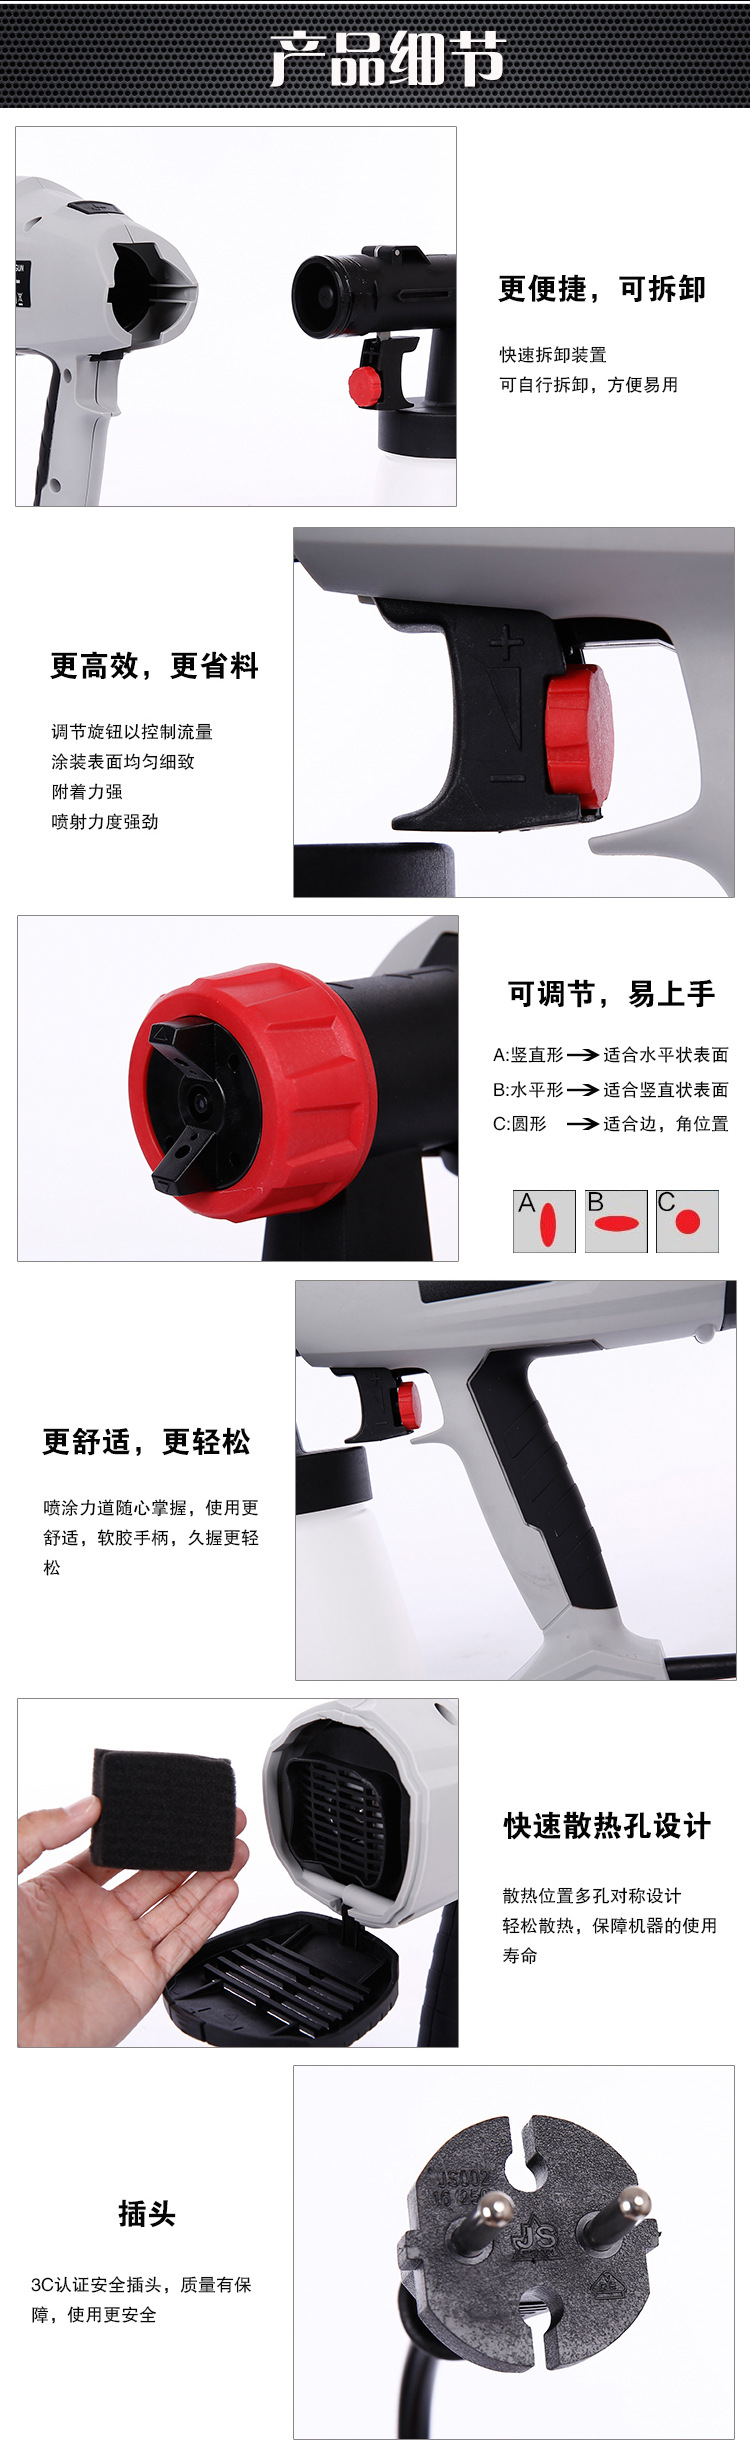 产品细节
GUN
更便捷，可拆卸
快速拆卸装置
可自行拆卸，方便易用
更高效，更省料
调节旋钮以控制流量
涂装表面均匀细致
附着力强
喷射力度强劲
可调节，易上手
A:竖直形→适合水平状表面
B:水平形→适合竖直状表面
C:圆形 →适合边，角位置
A B C
更舒适，更轻松
喷涂力道随心掌握，使用更
舒适，软胶手柄，久握更轻
松
快速散热孔设计
散热位置多孔对称设计
轻松散热，保障机器的使用
寿命
插头
3C认证安全插头，质量有保
障，使用更安全
JS002
JS